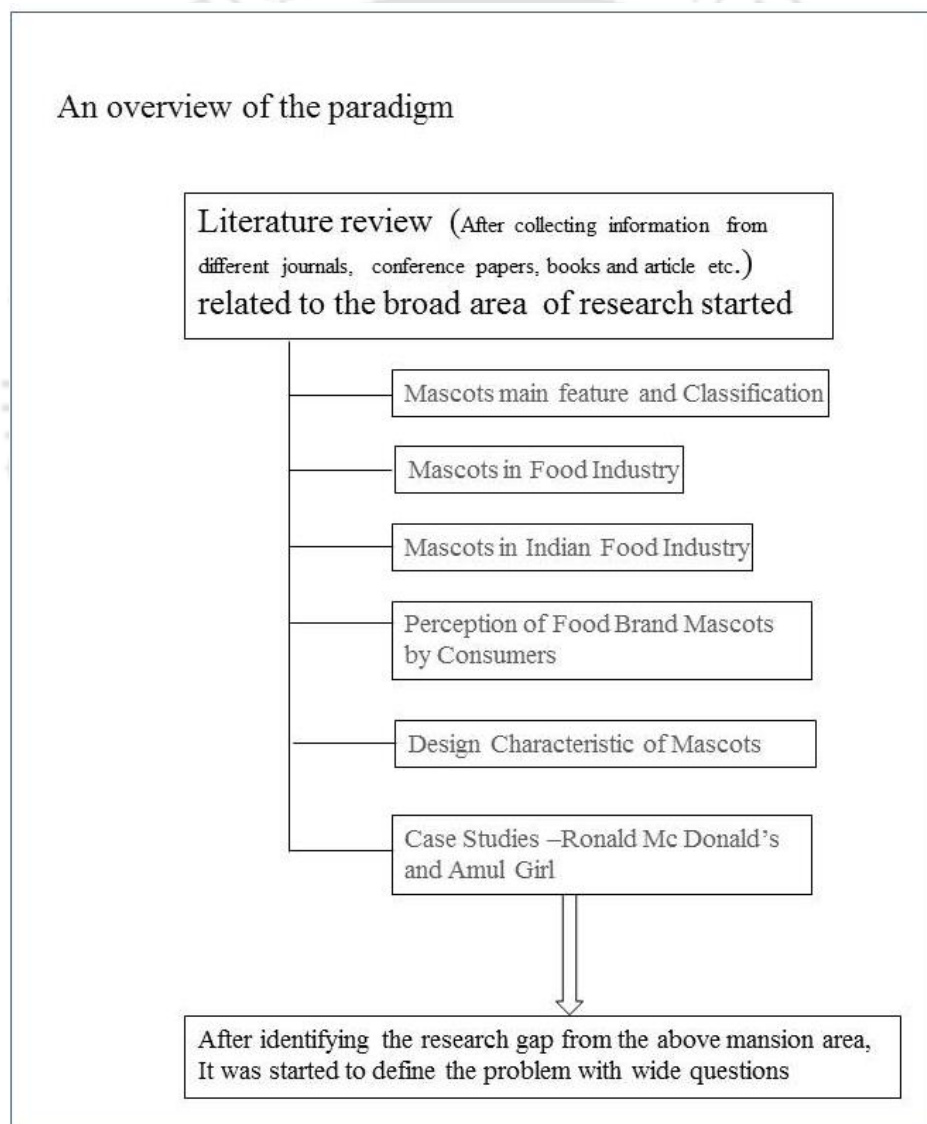 An overview of the paradigm
Literature review (After collecting information from
different journals, conference papers, books and article etc.)
related to the broad area of research started
Mascots main feature and Classification
Mascots in Food Industry
Mascots in Indian Food Industry
Perception of Food Brand Mascots
by Consumers
Design Characteristic of Mascots
Case Studies –Ronald Mc Donald’s
and Amul Girl
After identifying the research gap from the above mansion area,
It was started to define the problem with wide questions